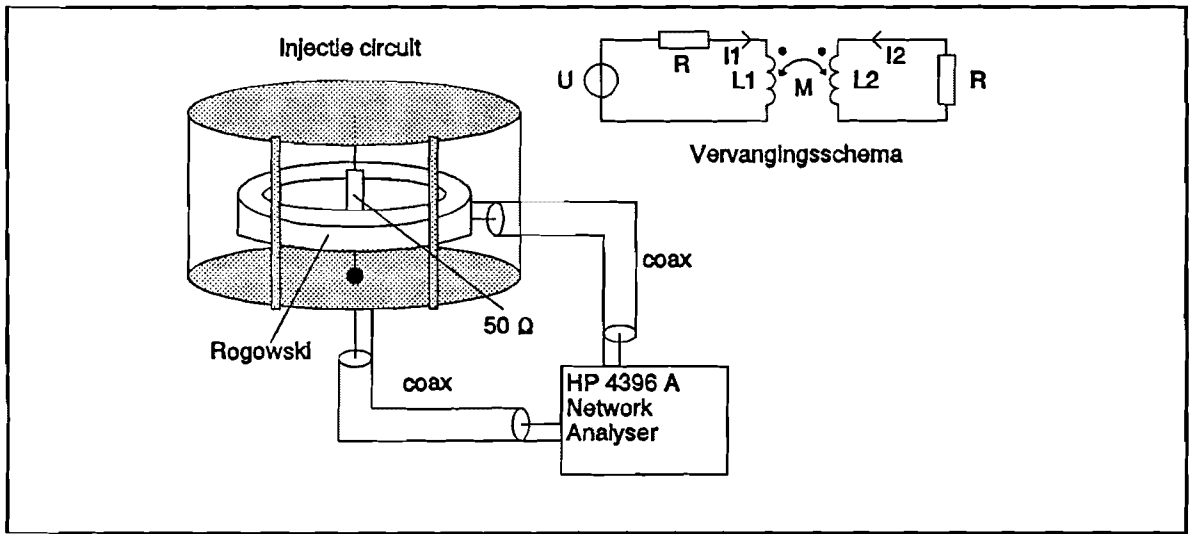 Injectie circuit
U
R
I1
L1
M
L2
I2
R
Vervangingsschema
coax
50 Ω
Rogowski
coax
HP 4396 A
Network
Analyser